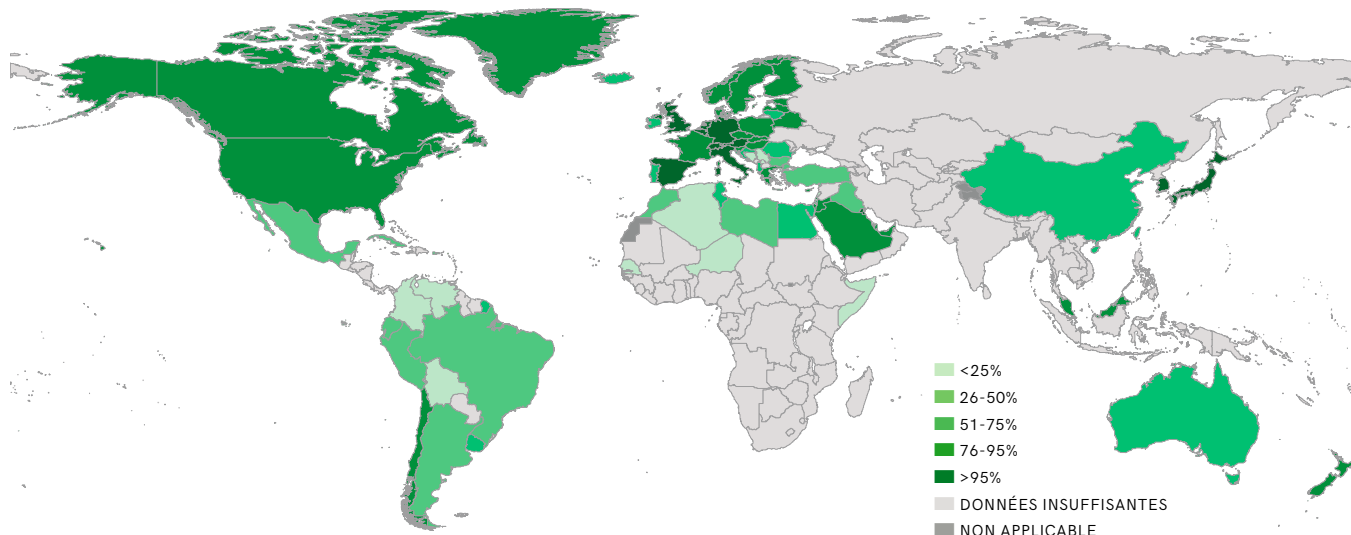 <25%
26-50%
51-75%
76-95%
>95%
DONNÉES INSUFFISANTES
NON APPLICABLE